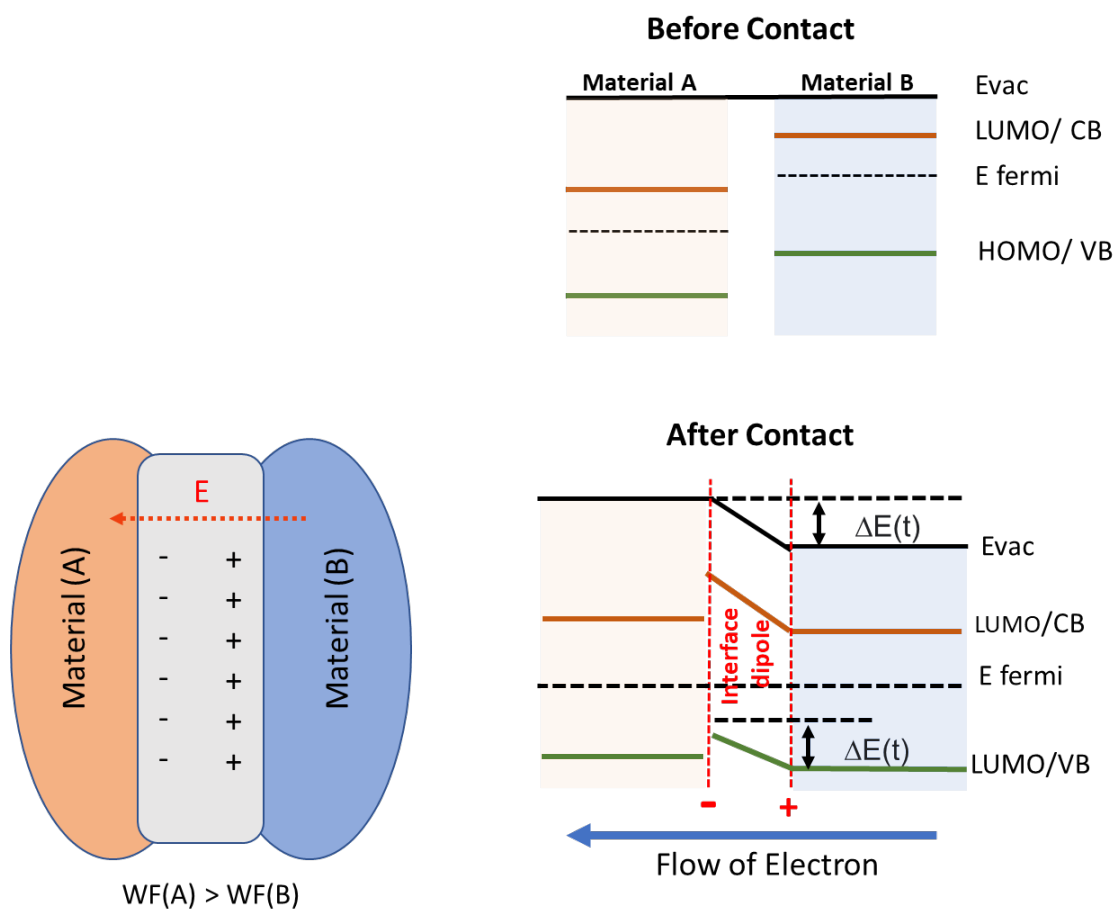 Before Contact
Material A
Material B
Evac
LUMO/ CB
E fermi
HOMO/ VB
After Contact
E
- +
- +
- +
- +
- +
- +
Material (A)
Material (B)
WF(A) > WF(B)
ΔE(t)
Evac
LUMO/CB
Interface
dipole
E fermi
ΔE(t)
LUMO/VB
- +
Flow of Electron